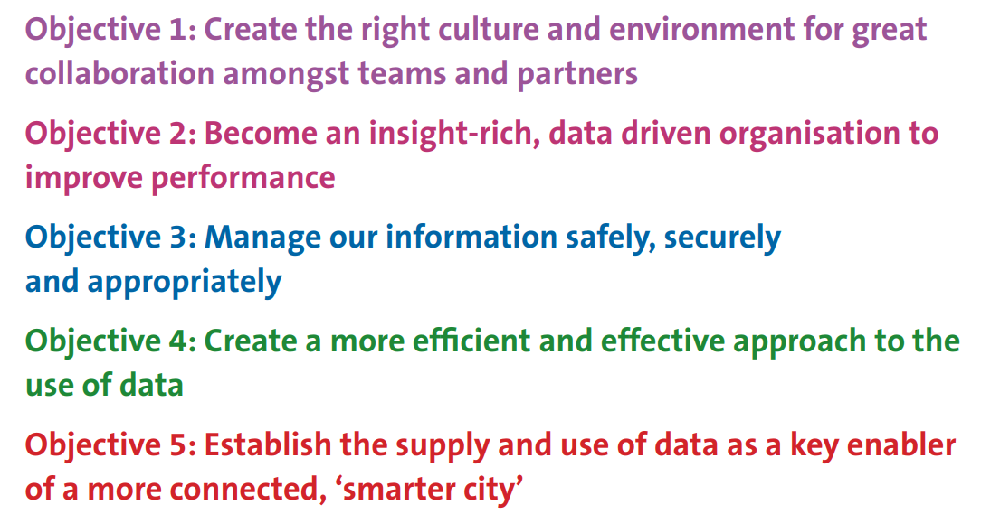 Objective 1: Create the right culture and environment for great
collaboration amongst teams and partners
Objective 2: Become an insight-rich, data driven organisation to
improve performance
Objective 3: Manage our information safely, securely
and appropriately
Objective 4: Create a more efficient and effective approach to the
use of data
Objective 5: Establish the supply and use of data as a key enabler
of a more connected, ‘smarter city’